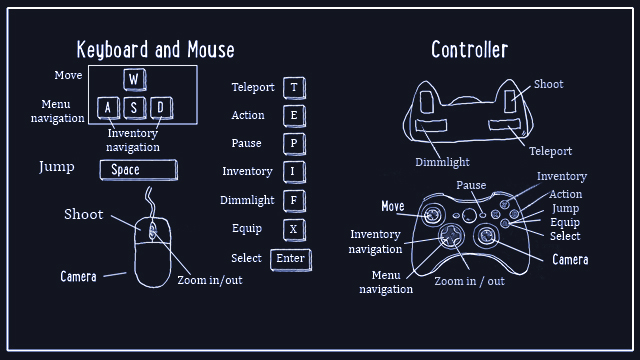 Keyboard and Mouse
Move
W
Menu
navigation
A S D
Inventory
navigation
Jump
Space
Shoot
Camera
Zoom in/out
Teleport T
Action E
Pause P
Inventory I
Dimmlight F
Equip X
Select Enter
Controller
Shoot
Dimmlight
Teleport
Pause
Inventory
Action
Jump
Equip
Select
Move
Camera
Inventory
navigation
Menu
navigation
Zoom in / out